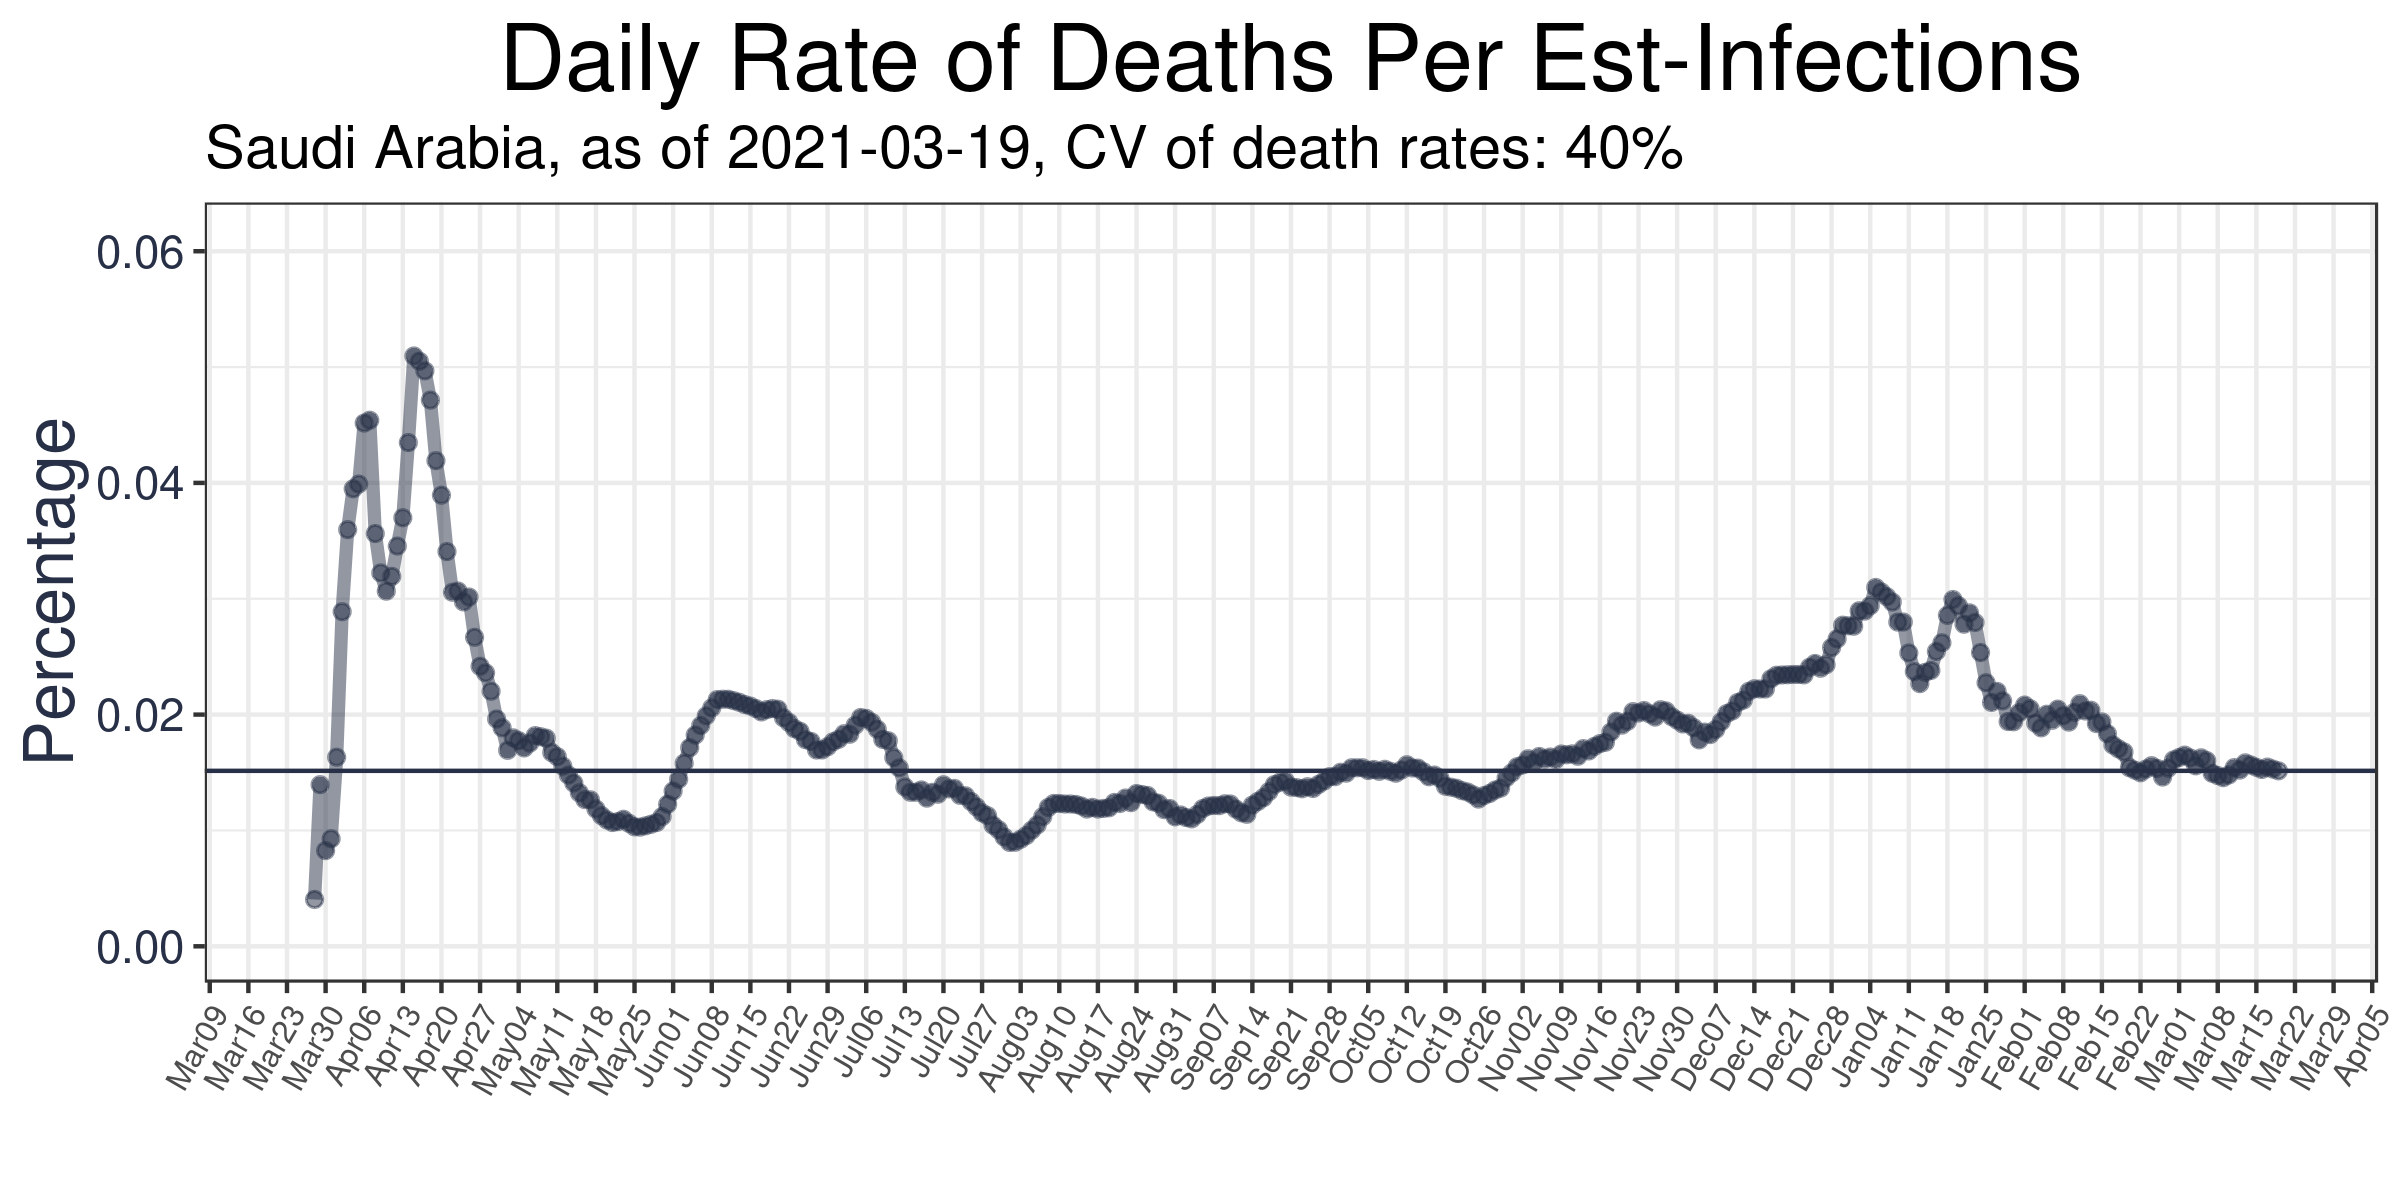 Daily Rate of Deaths Per Est-Infections
Saudi Arabia, as of 2021-03-19, CV of death rates: 40%
Percentage
0.06
0.04
0.02
0.00
Mar09
Mar16
Mar23
Mar30
Apr06
Apr13
Apr20
Apr27
May04
May11
May18
May25
Jun01
Jun08
Jun15
Jun22
Jun29
Jul06
Jul13
Jul20
Jul27
Aug03
Aug10
Aug17
Aug24
Aug31
Sep07
Sep14
Sep21
Sep28
Oct05
Oct12
Oct19
Oct26
Nov02
Nov09
Nov16
Nov23
Nov30
Dec07
Dec14
Dec21
Dec28
Jan04
Jan11
Jan18
Jan25
Feb01
Feb08
Feb15
Feb22
Mar01
Mar08
Mar15
Mar22
Mar29
Apr05